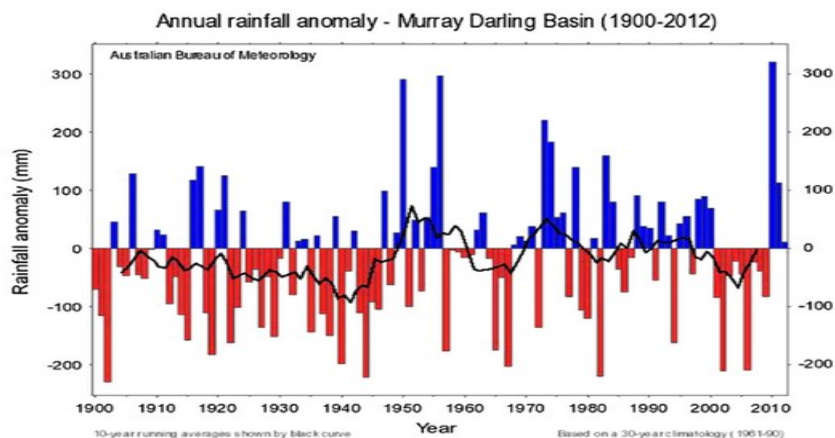 Annual rainfall anomaly - Murray Darling Basin (1900-2012)
Australian Bureau of Meteorology
Rainfall anomaly (mm)
300 300
200 200
100 100
0 0
-100 -100
-200 -200
1900 1910 1920 1930 1940 1950 1960 1970 1980 1990 2000 2010
Year
10-year running averages shown by black curve Based on a 30-year climatology (1961-90)